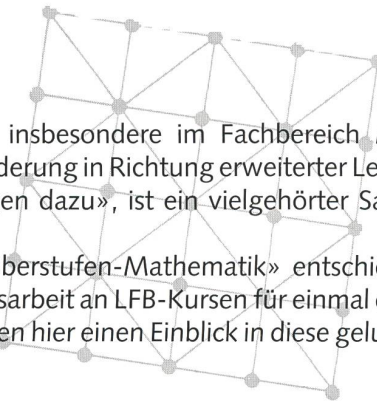 insbesondere im Fachbereich
derung in Richtung erweiterter Le
en dazu», ist ein vielgehörter Sa
berstufen-Mathematik» entschie
sarbeit an LFB-Kursen für einmal
en hier einen Einblick in diese gelu